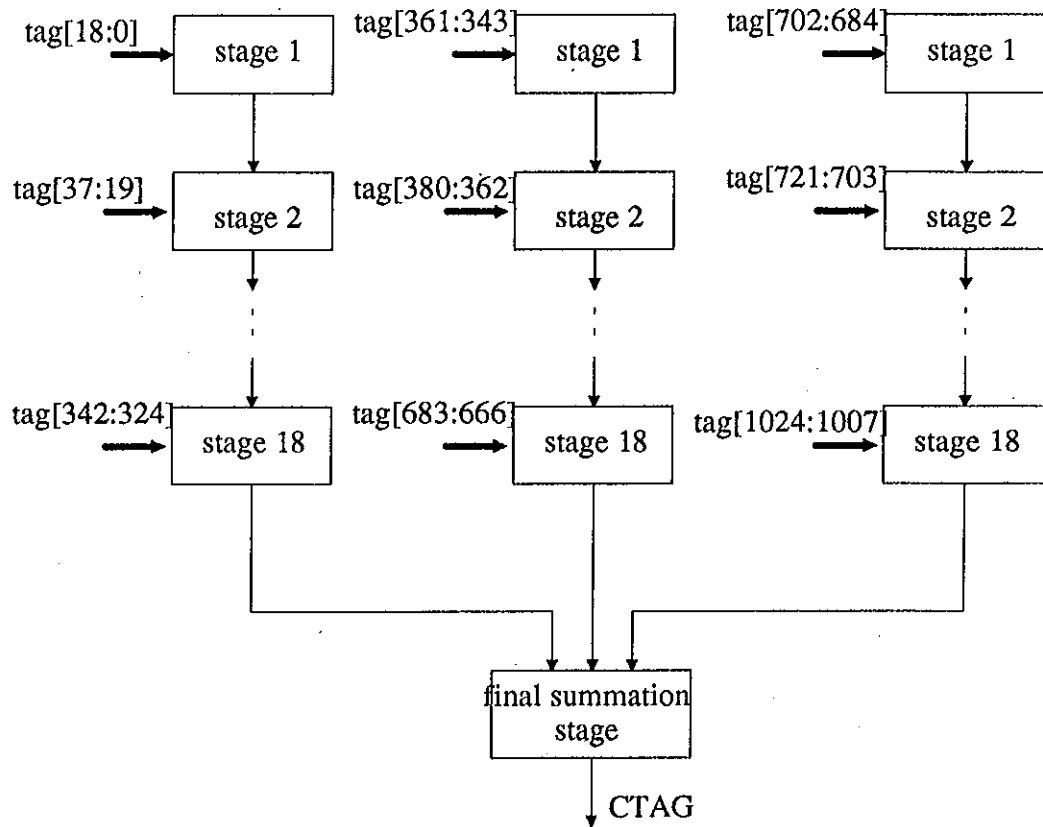 tag[18:0]
stage 1
tag[361:343]
stage 1
tag[702:684]
stage 1
tag[37:19]
stage 2
tag[380:362]
stage 2
tag[721:703]
stage 2
tag[342:324]
stage 18
tag[683:666]
stage 18
tag[1024:1007]
stage 18
final summation
stage
CTAG